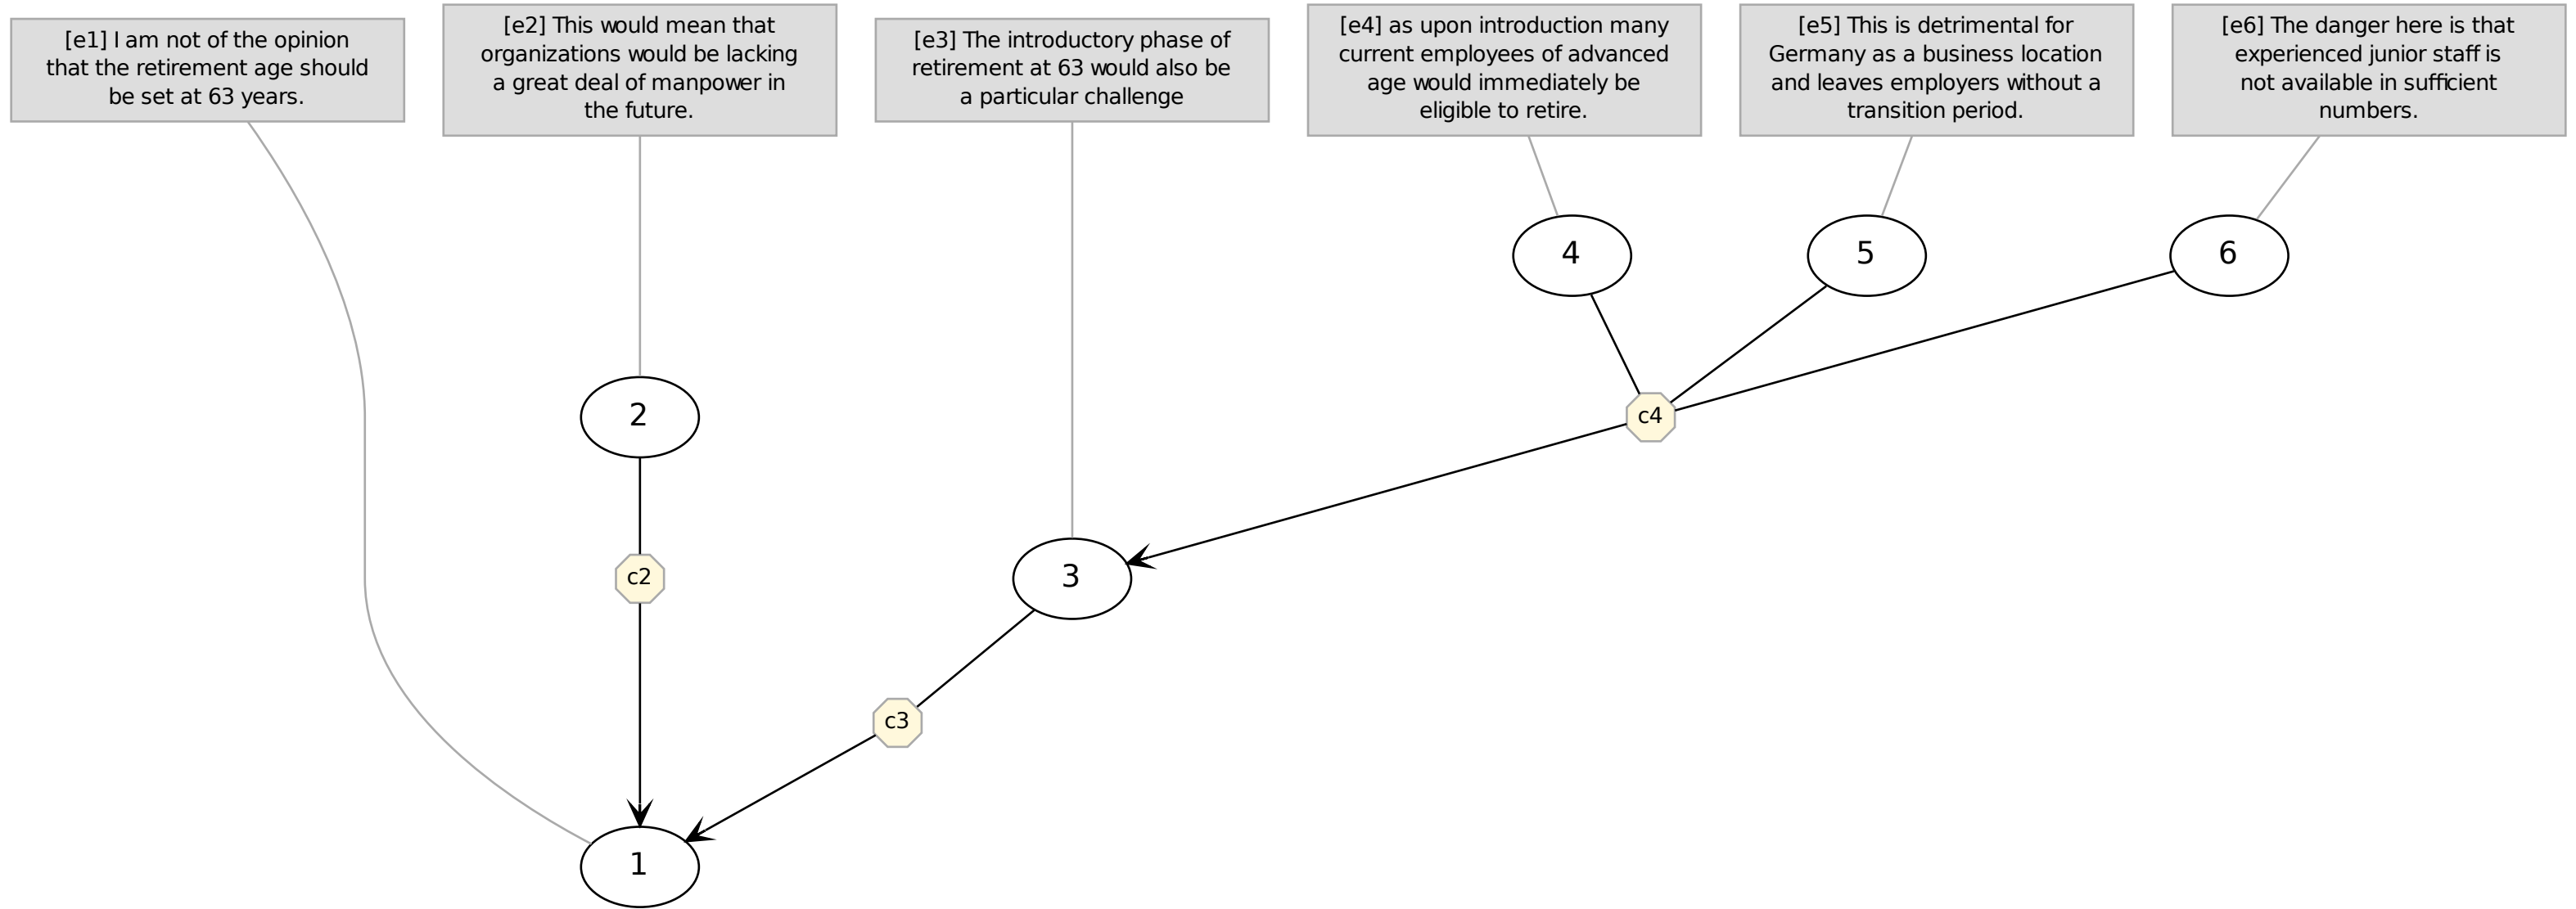 [e1] I am not of the opinion
that the retirement age should
be set at 63 years.
[e2] This would mean that
organizations would be lacking
a great deal of manpower in
the future.
[e3] The introductory phase of
retirement at 63 would also be
a particular challenge
[e4] as upon introduction many
current employees of advanced
age would immediately be
eligible to retire.
[e5] This is detrimental for
Germany as a business location
and leaves employers without a
transition period.
[e6] The danger here is that
experienced junior staff is
not available in sufficient
numbers.
4
5
6
2
c4
c2
3
c3
1